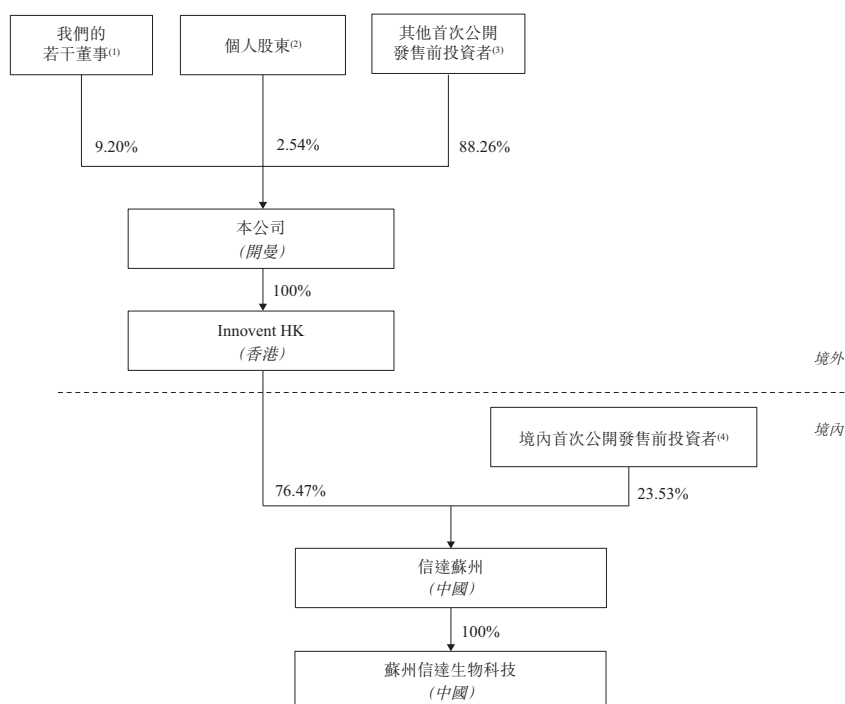 我們的
若干董事(1)
個人股東(2)
其他首次公開
發售前投資者(3)
9.20%
2.54%
88.26%
本公司
（開曼）
100%
Innovent HK
（香港）
境外
境內
境內首次公開發售前投資者(4)
76.47%
23.53%
信達蘇州
（中國）
100%
蘇州信達生物科技
（中國）